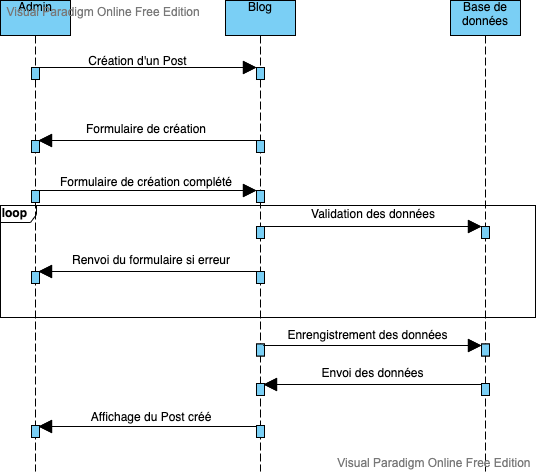 Visual Paradigm Online Free Edition
Admin
Blog
Base de
données
Création d'un Post
Formulaire de création
Formulaire de création complété
loop
Validation des données
Renvoi du formulaire si erreur
Enrengistrement des données
Envoi des données
Affichage du Post créé
Visual Paradigm Online Free Edition